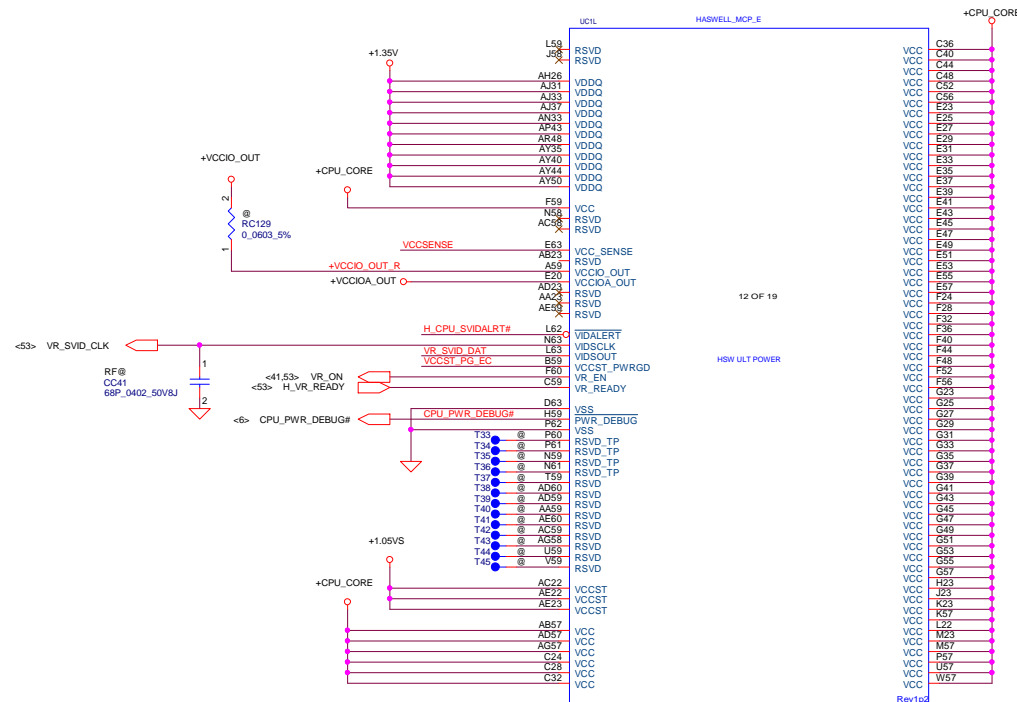 UC1L
HASWELL_MCP_E
+CPU_CORE
+1.35V
L59 RSVD
J58 RSVD
AH26 VDDQ
AJ31 VDDQ
AJ33 VDDQ
AJ37 VDDQ
AN33 VDDQ
AP43 VDDQ
AR48 VDDQ
AY35 VDDQ
AY40 VDDQ
AY44 VDDQ
AY50 VDDQ
+VCCIO_OUT
+CPU_CORE
2
@
RC129
0_0603_5%
1
F59 VCC
N58 RSVD
AC58 RSVD
VCCSENSE E63 VCC_SENSE
AB23 RSVD
+VCCIO_OUT_R A59 VCCIO_OUT
+VCCIOA_OUT E20 VCCIOA_OUT
AD23 RSVD
AA23 RSVD
AE59 RSVD
12 OF 19
H_CPU_SVIDALRT# L62 VIDALERT
<53> VR_SVID_CLK N63 VIDSCLK
VR_SVID_DAT L63 VIDSOUT
VCCST_PG_EC B59 VCCST_PWRGD
<41,53> VR_ON F60 VR_EN
<53> H_VR_READY C59 VR_READY
HSW ULT POWER
RF@
CC41
68P_0402_50V8J
1
2
D63 VSS
<6> CPU_PWR_DEBUG# CPU_PWR_DEBUG# H59 PWR_DEBUG
P62 VSS
T33 @ P60 RSVD_TP
T34 @ P61 RSVD_TP
T35 @ N59 RSVD_TP
T36 @ N61 RSVD_TP
T37 @ T59 RSVD
T38 @ AD60 RSVD
T39 @ AD59 RSVD
T40 @ AA59 RSVD
T41 @ AE60 RSVD
T42 @ AC59 RSVD
T43 @ AG58 RSVD
T44 @ U59 RSVD
T45 @ V59 RSVD
+1.05VS
+CPU_CORE
AC22 VCCST
AE22 VCCST
AE23 VCCST
AB57 VCC
AD57 VCC
AG57 VCC
C24 VCC
C28 VCC
C32 VCC
VCC C36
VCC C40
VCC C44
VCC C48
VCC C52
VCC C56
VCC E23
VCC E25
VCC E27
VCC E29
VCC E31
VCC E33
VCC E35
VCC E37
VCC E39
VCC E41
VCC E43
VCC E45
VCC E47
VCC E49
VCC E51
VCC E53
VCC E55
VCC E57
VCC F24
VCC F28
VCC F32
VCC F36
VCC F40
VCC F44
VCC F48
VCC F52
VCC F56
VCC G23
VCC G25
VCC G27
VCC G29
VCC G31
VCC G33
VCC G35
VCC G37
VCC G39
VCC G41
VCC G43
VCC G45
VCC G47
VCC G49
VCC G51
VCC G53
VCC G55
VCC G57
VCC H23
VCC J23
VCC K23
VCC K57
VCC L22
VCC M23
VCC M57
VCC P57
VCC U57
VCC W57
Rev1p2